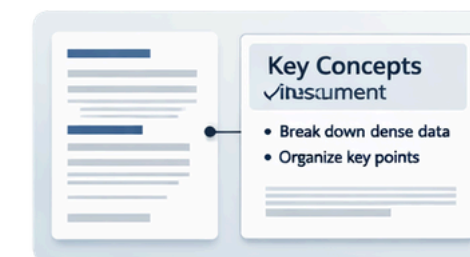 Key Concepts
• Break down dense data
• Organize key points